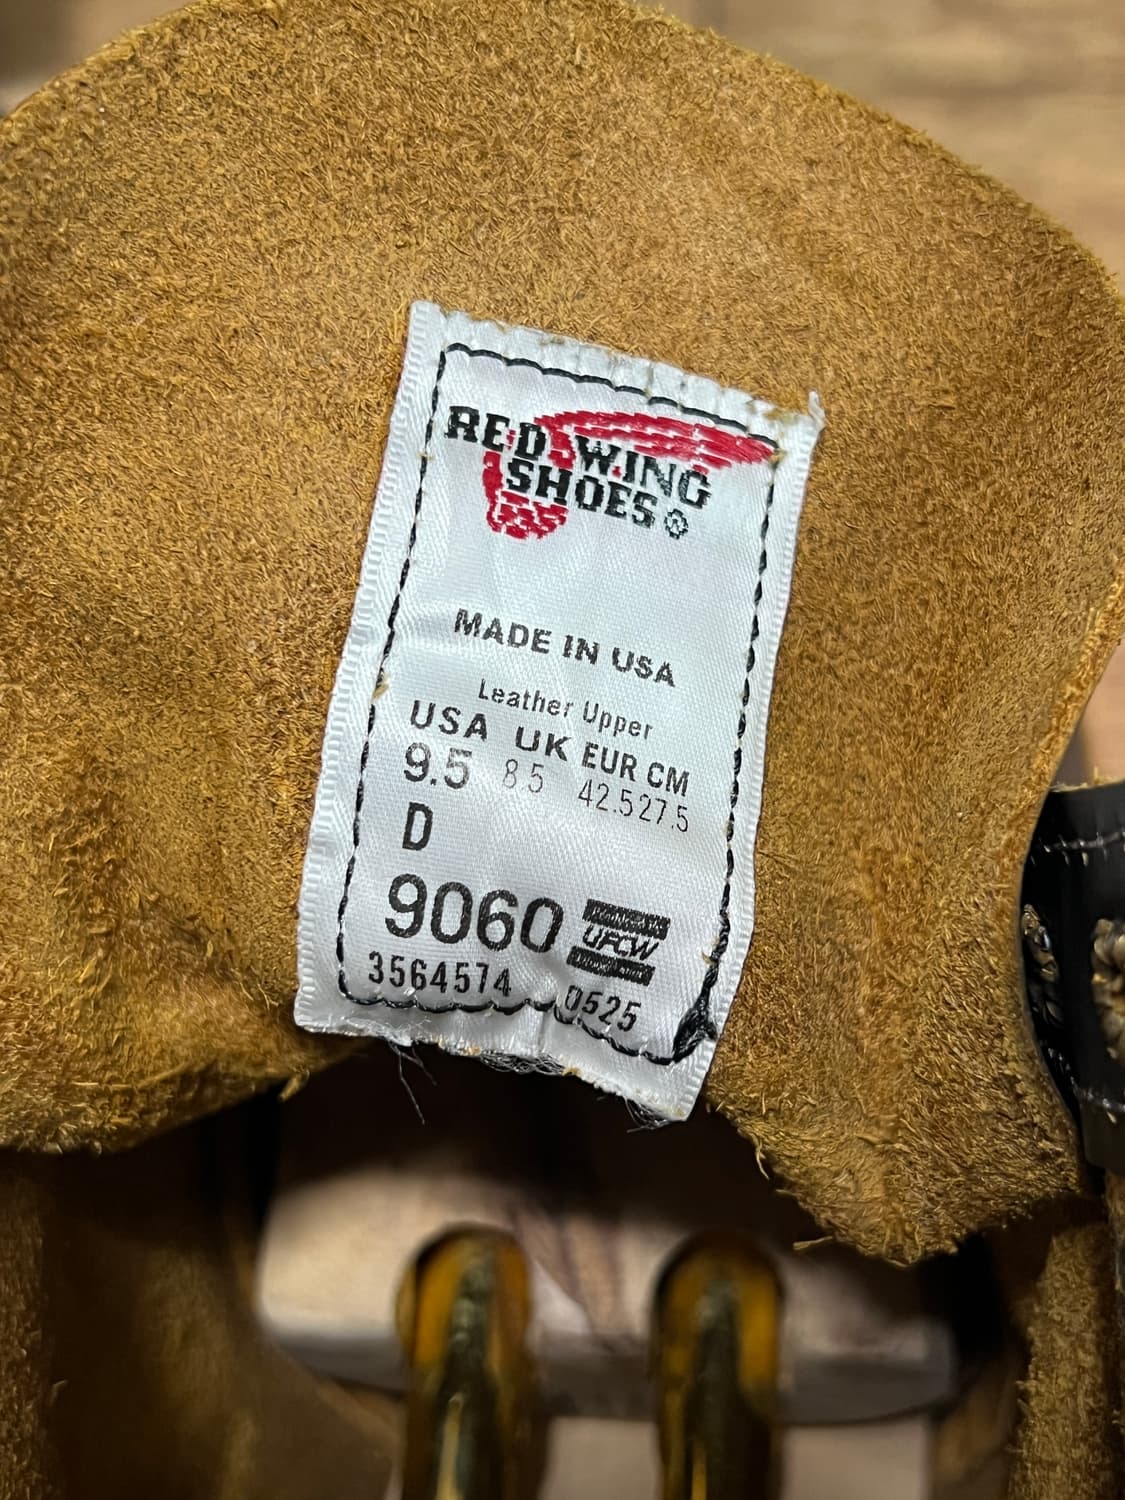 RED WING
SHOES®
MADE IN USA
Leather Upper
USA UK EUR CM
9.5 8.5 42.5 27.5
D
9060 UFCW
3564574 0525